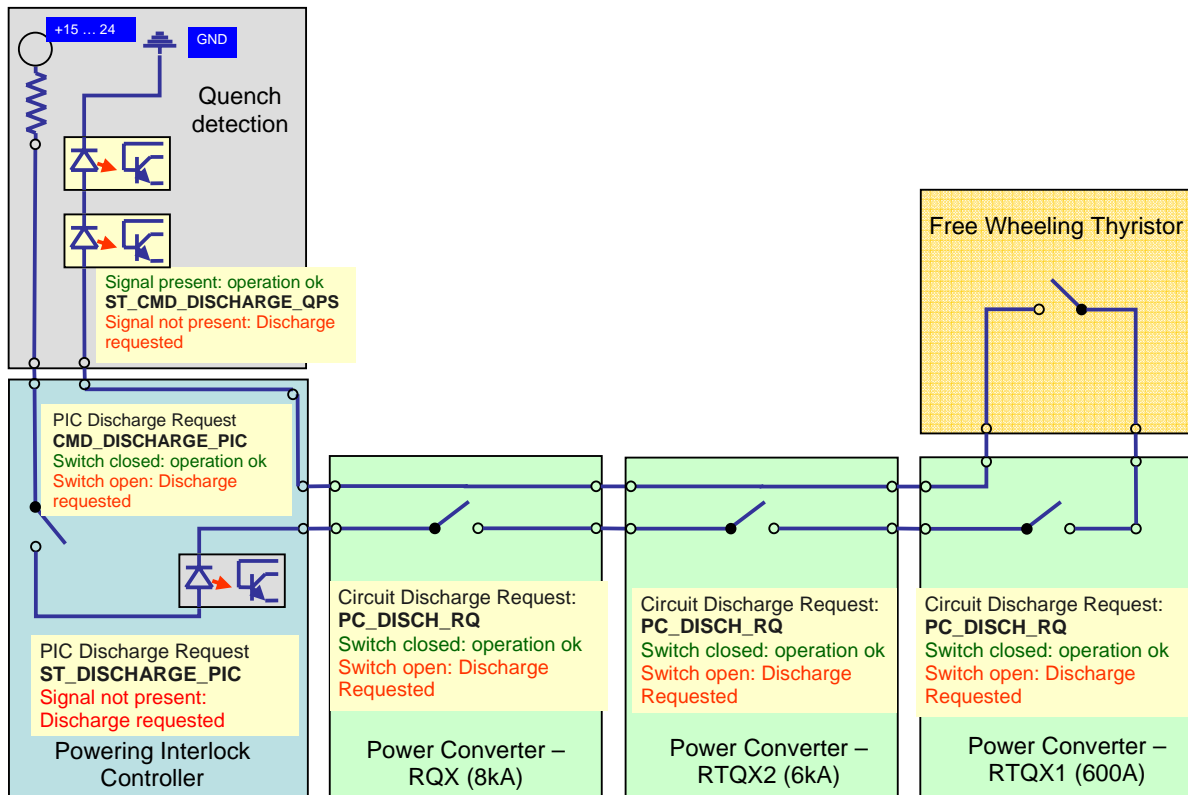 +15 ... 24
GND
Quench
detection
Signal present: operation ok
ST_CMD_DISCHARGE_QPS
Signal not present: Discharge
requested
Free Wheeling Thyristor
PIC Discharge Request
CMD_DISCHARGE_PIC
Switch closed: operation ok
Switch open: Discharge
requested
PIC Discharge Request
ST_DISCHARGE_PIC
Signal not present:
Discharge requested
Powering Interlock
Controller
Circuit Discharge Request:
PC_DISCH_RQ
Switch closed: operation ok
Switch open: Discharge
Requested
Power Converter –
RQX (8kA)
Circuit Discharge Request:
PC_DISCH_RQ
Switch closed: operation ok
Switch open: Discharge
Requested
Power Converter –
RTQX2 (6kA)
Circuit Discharge Request:
PC_DISCH_RQ
Switch closed: operation ok
Switch open: Discharge
Requested
Power Converter –
RTQX1 (600A)